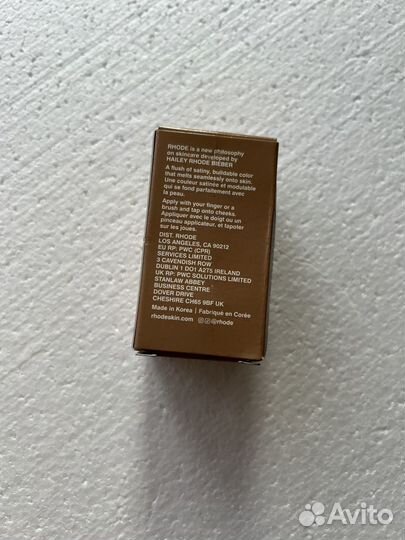 RHODE is a new philosophy
on skincare developed by
HAILEY RHODE BIEBER
A flush of satiny, buildable color
that melts seamlessly onto skin.
Une couleur satinée et modulable
qui se fond parfaitement avec
la peau.
Apply with your finger or a
brush and tap onto cheeks.
Appliquer avec le doigt ou un
pinceau applicateur, et tapoter
sur les joues.
DIST. RHODE
LOS ANGELES, CA 90212
EU RP: PWC (CPR)
SERVICES LIMITED
3 CAVENDISH ROW
DUBLIN 1 DO1 A275 IRELAND
UK RP: PWC SOLUTIONS LIMITED
STANLAW ABBEY
BUSINESS CENTRE
DOVER DRIVE
CHESHIRE CH65 9BF UK
Made in Korea | Fabriqué en Corée
rhodeskin.com @rhode
Avito